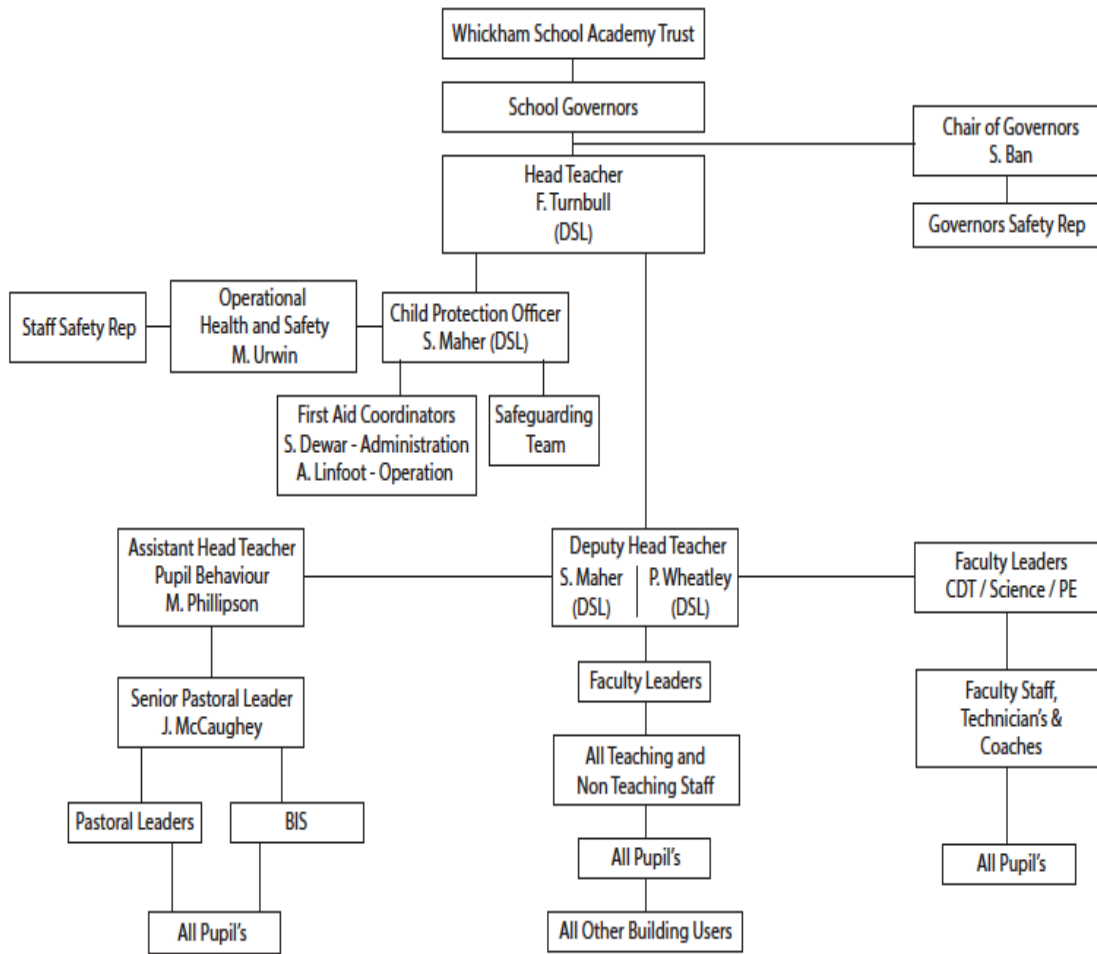 Whickham School Academy Trust
School Governors
Chair of Governors
S. Ban
Head Teacher
F. Turnbull
(DSL)
Governors Safety Rep
Staff Safety Rep
Operational
Health and Safety
M. Urwin
Child Protection Officer
S. Maher (DSL)
First Aid Coordinators
S. Dewar - Administration
A. Linfoot - Operation
Safeguarding
Team
Assistant Head Teacher
Pupil Behaviour
M. Phillipson
Deputy Head Teacher
S. Maher
(DSL)
P. Wheatley
(DSL)
Faculty Leaders
CDT / Science / PE
Senior Pastoral Leader
J. McCaughey
Faculty Leaders
Faculty Staff,
Technician's &
Coaches
All Teaching and
Non Teaching Staff
Pastoral Leaders
BIS
All Pupil's
All Pupil's
All Pupil's
All Other Building Users